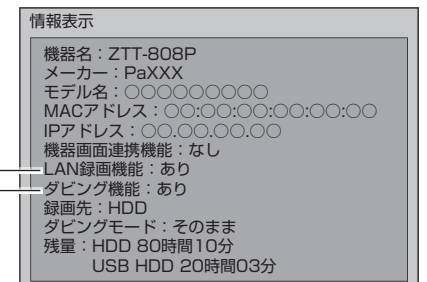 情報表示
機器名：ZTT-808P
メーカー：PaXXX
モデル名：○○○○○○○○○
MACアドレス：○○:○○:○○:○○:○○:○○
IPアドレス：○○.○○.○○.○○
機器画面連携機能：なし
LAN録画機能：あり
ダビング機能：あり
録画先：HDD
ダビングモード：そのまま
残量：HDD 80時間10分
USB HDD 20時間03分